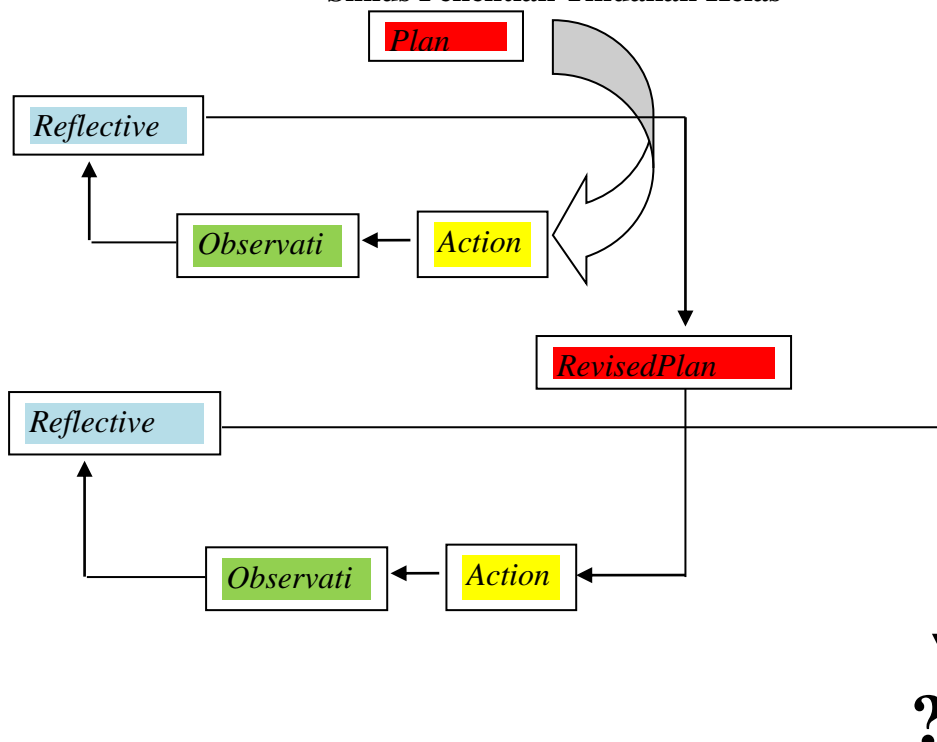 Plan
Reflective
Observati
Action
RevisedPlan
Reflective
Observati
Action
?